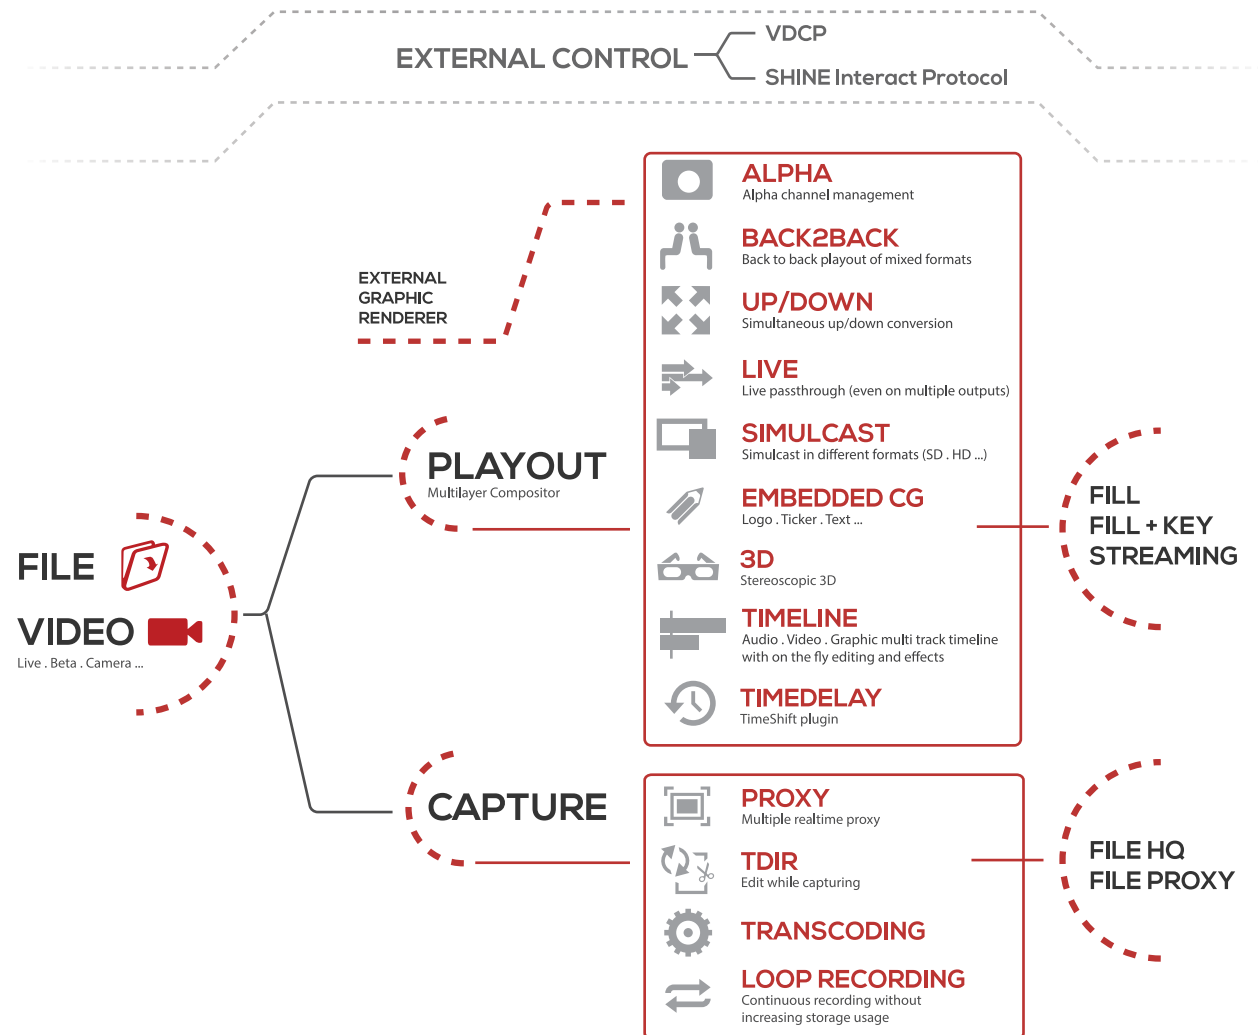 EXTERNAL CONTROL
VDCP
SHINE Interact Protocol
EXTERNAL
GRAPHIC
RENDERER
FILE
VIDEO
Live . Beta . Camera ...
PLAYOUT
Multilayer Compositor
ALPHA
Alpha channel management
BACK2BACK
Back to back playout of mixed formats
UP/DOWN
Simultaneous up/down conversion
LIVE
Live passthrough (even on multiple outputs)
SIMULCAST
Simulcast in different formats (SD . HD ...)
EMBEDDED CG
Logo . Ticker . Text ...
3D
Stereoscopic 3D
TIMELINE
Audio . Video . Graphic multi track timeline
with on the fly editing and effects
TIMEDELAY
TimeShift plugin
FILL
FILL + KEY
STREAMING
CAPTURE
PROXY
Multiple realtime proxy
TDIR
Edit while capturing
TRANSCODING
LOOP RECORDING
Continuous recording without
increasing storage usage
FILE HQ
FILE PROXY